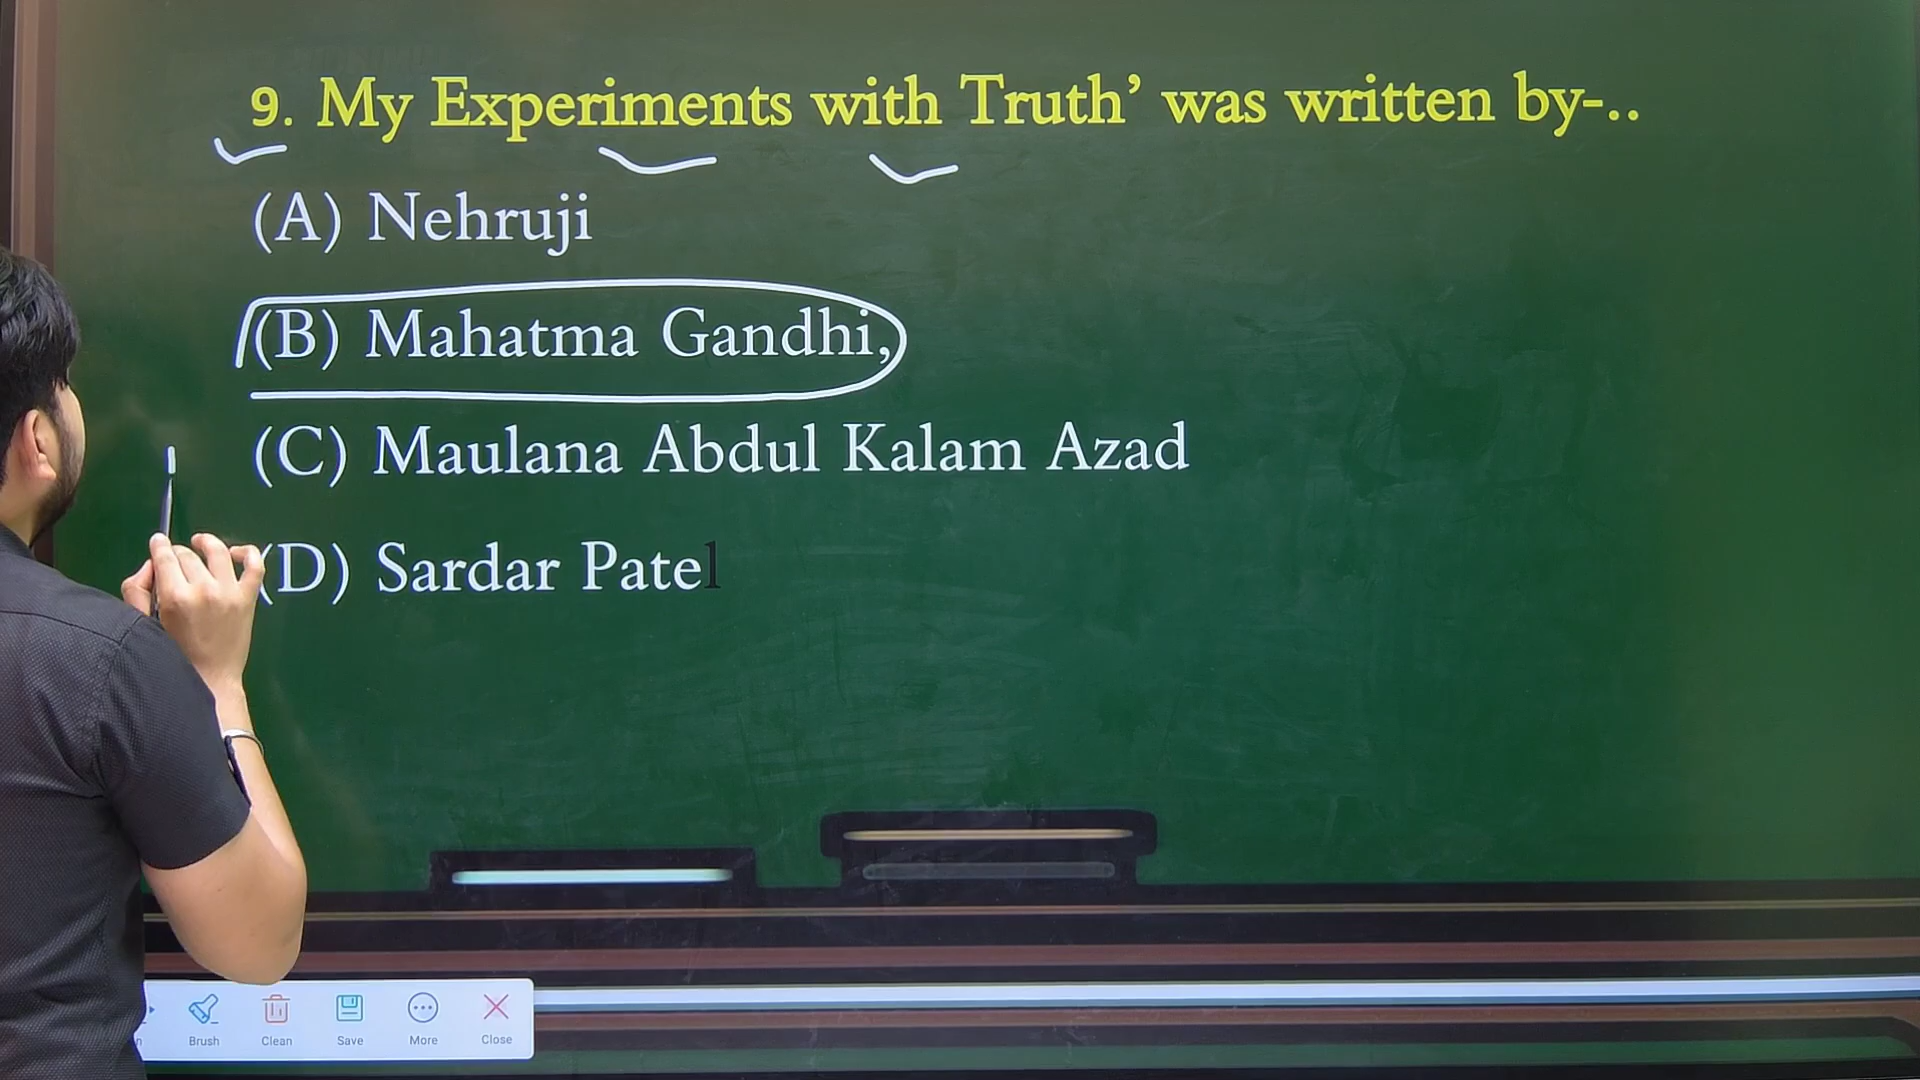 9. My Experiments with Truth’ was written by-..
(A) Nehruji
(B) Mahatma Gandhi,
(C) Maulana Abdul Kalam Azad
(D) Sardar Patel
Brush Clean Save More Close